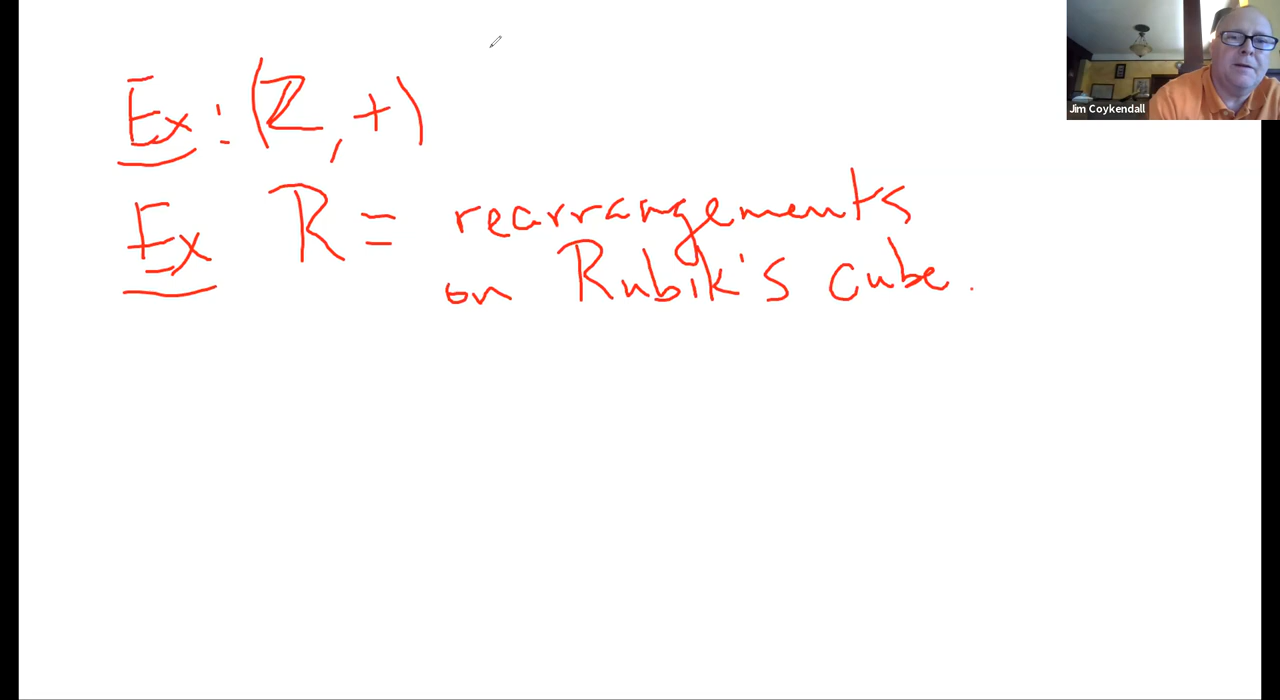 Ex: (ℤ, +)
Ex R = rearrangements
on Rubik's cube.
Jim Coykendall